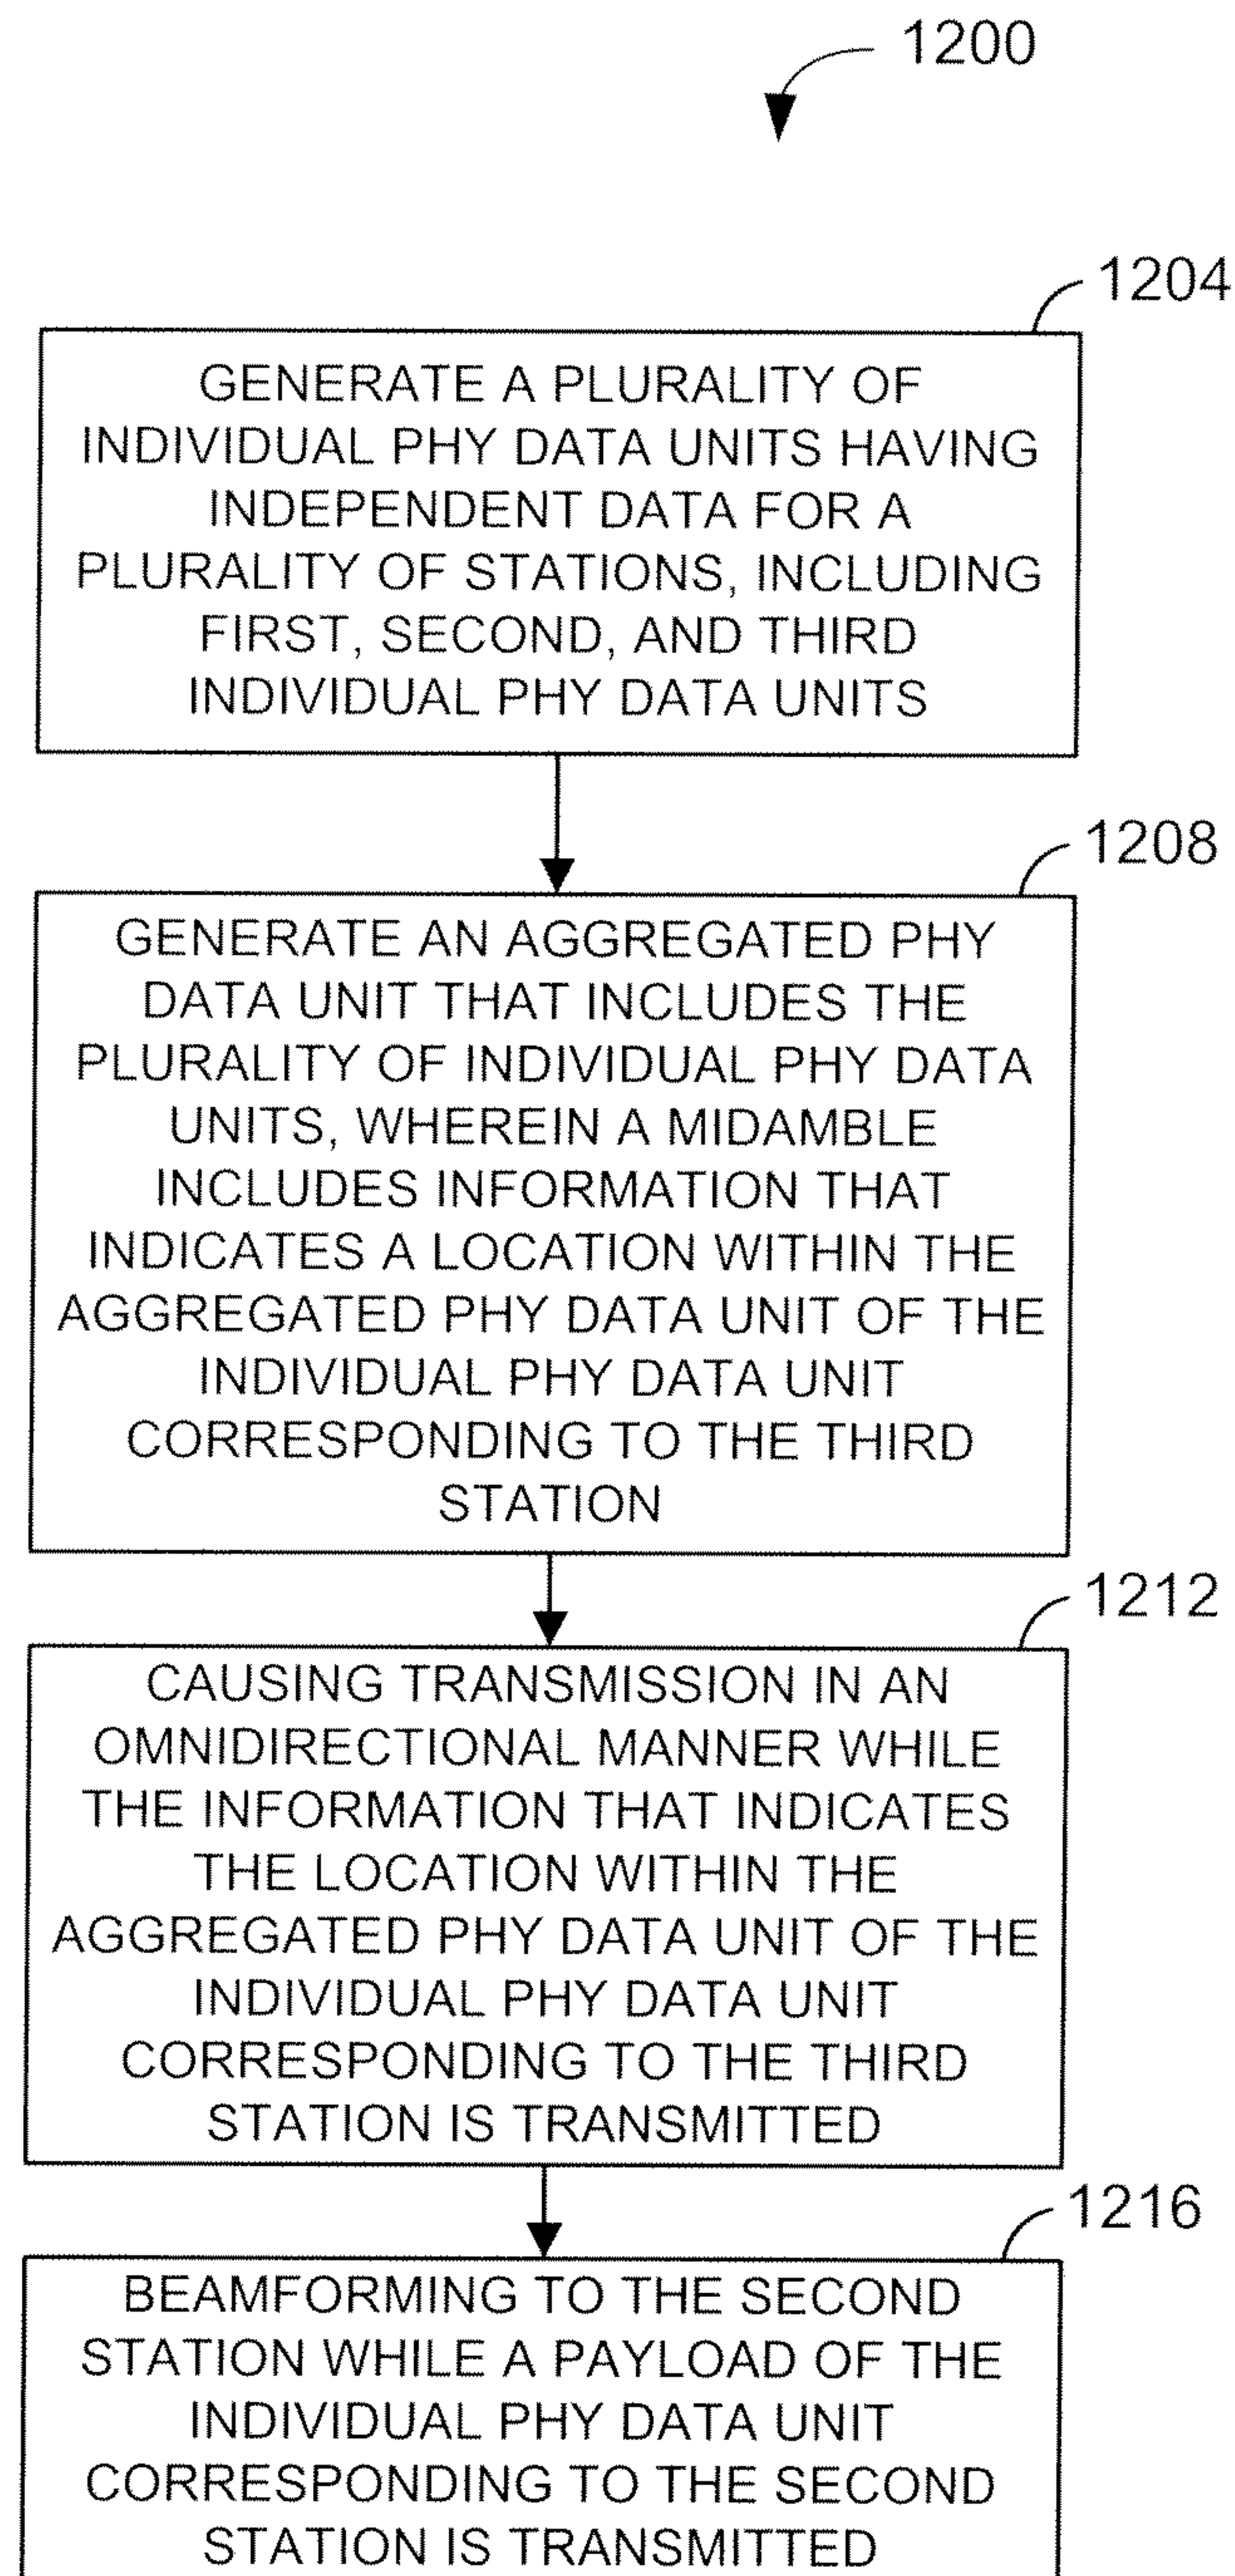 1200
1204
GENERATE A PLURALITY OF
INDIVIDUAL PHY DATA UNITS HAVING
INDEPENDENT DATA FOR A
PLURALITY OF STATIONS, INCLUDING
FIRST, SECOND, AND THIRD
INDIVIDUAL PHY DATA UNITS
1208
GENERATE AN AGGREGATED PHY
DATA UNIT THAT INCLUDES THE
PLURALITY OF INDIVIDUAL PHY DATA
UNITS, WHEREIN A MIDAMBLE
INCLUDES INFORMATION THAT
INDICATES A LOCATION WITHIN THE
AGGREGATED PHY DATA UNIT OF THE
INDIVIDUAL PHY DATA UNIT
CORRESPONDING TO THE THIRD
STATION
1212
CAUSING TRANSMISSION IN AN
OMNIDIRECTIONAL MANNER WHILE
THE INFORMATION THAT INDICATES
THE LOCATION WITHIN THE
AGGREGATED PHY DATA UNIT OF THE
INDIVIDUAL PHY DATA UNIT
CORRESPONDING TO THE THIRD
STATION IS TRANSMITTED
1216
BEAMFORMING TO THE SECOND
STATION WHILE A PAYLOAD OF THE
INDIVIDUAL PHY DATA UNIT
CORRESPONDING TO THE SECOND
STATION IS TRANSMITTED